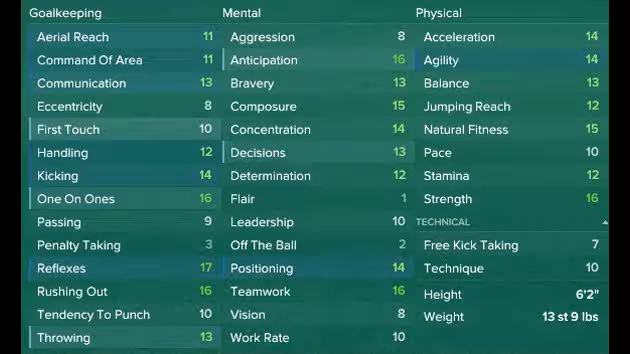 Goalkeeping Mental Physical
Aerial Reach 11 Aggression 8 Acceleration 14
Command Of Area 11 Anticipation 16 Agility 14
Communication 13 Bravery 13 Balance 13
Eccentricity 8 Composure 15 Jumping Reach 12
First Touch 10 Concentration 14 Natural Fitness 15
Handling 12 Decisions 13 Pace 10
Kicking 14 Determination 12 Stamina 12
One On Ones 16 Flair 1 Strength 16
Passing 9 Leadership 10 TECHNICAL
Penalty Taking 3 Off The Ball 2 Free Kick Taking 7
Reflexes 17 Positioning 14 Technique 10
Rushing Out 16 Teamwork 16 Height 6'2"
Tendency To Punch 10 Vision 8 Weight 13 st 9 lbs
Throwing 13 Work Rate 10